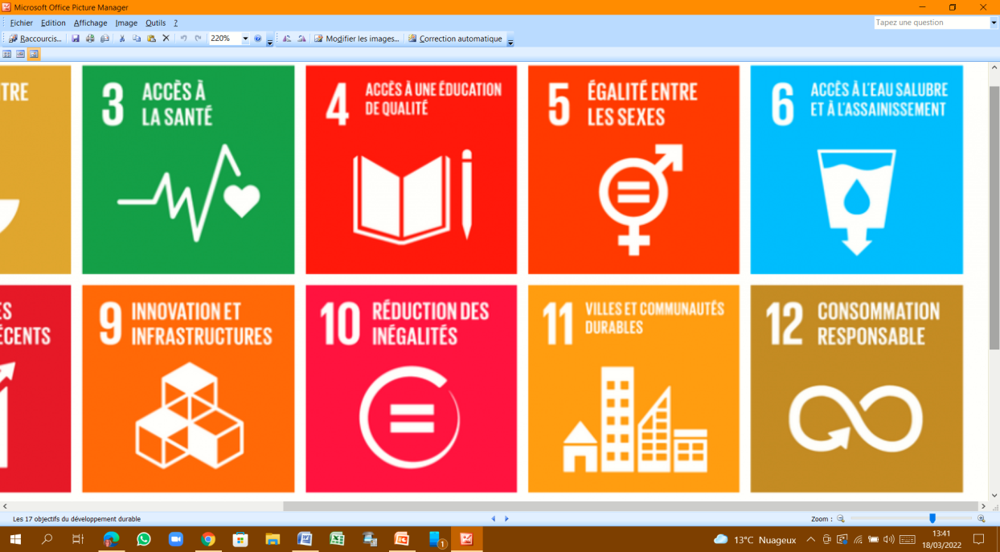 Microsoft Office Picture Manager
Fichier Edition Affichage Image Outils ?
Tapez une question
Raccourcis... 220% Modifier les images... Correction automatique
TRE
3 ACCÈS À
LA SANTÉ
4 ACCÈS À UNE ÉDUCATION
DE QUALITÉ
5 ÉGALITÉ ENTRE
LES SEXES
6 ACCÈS À L'EAU SALUBRE
ET À L'ASSAINISSEMENT
ES
ÉCENTS
9 INNOVATION ET
INFRASTRUCTURES
10 RÉDUCTION DES
INÉGALITÉS
11 VILLES ET COMMUNAUTÉS
DURABLES
12 CONSOMMATION
RESPONSABLE
Les 17 objectifs du développement durable
Zoom :
1
13°C Nuageux
13:41
18/03/2022